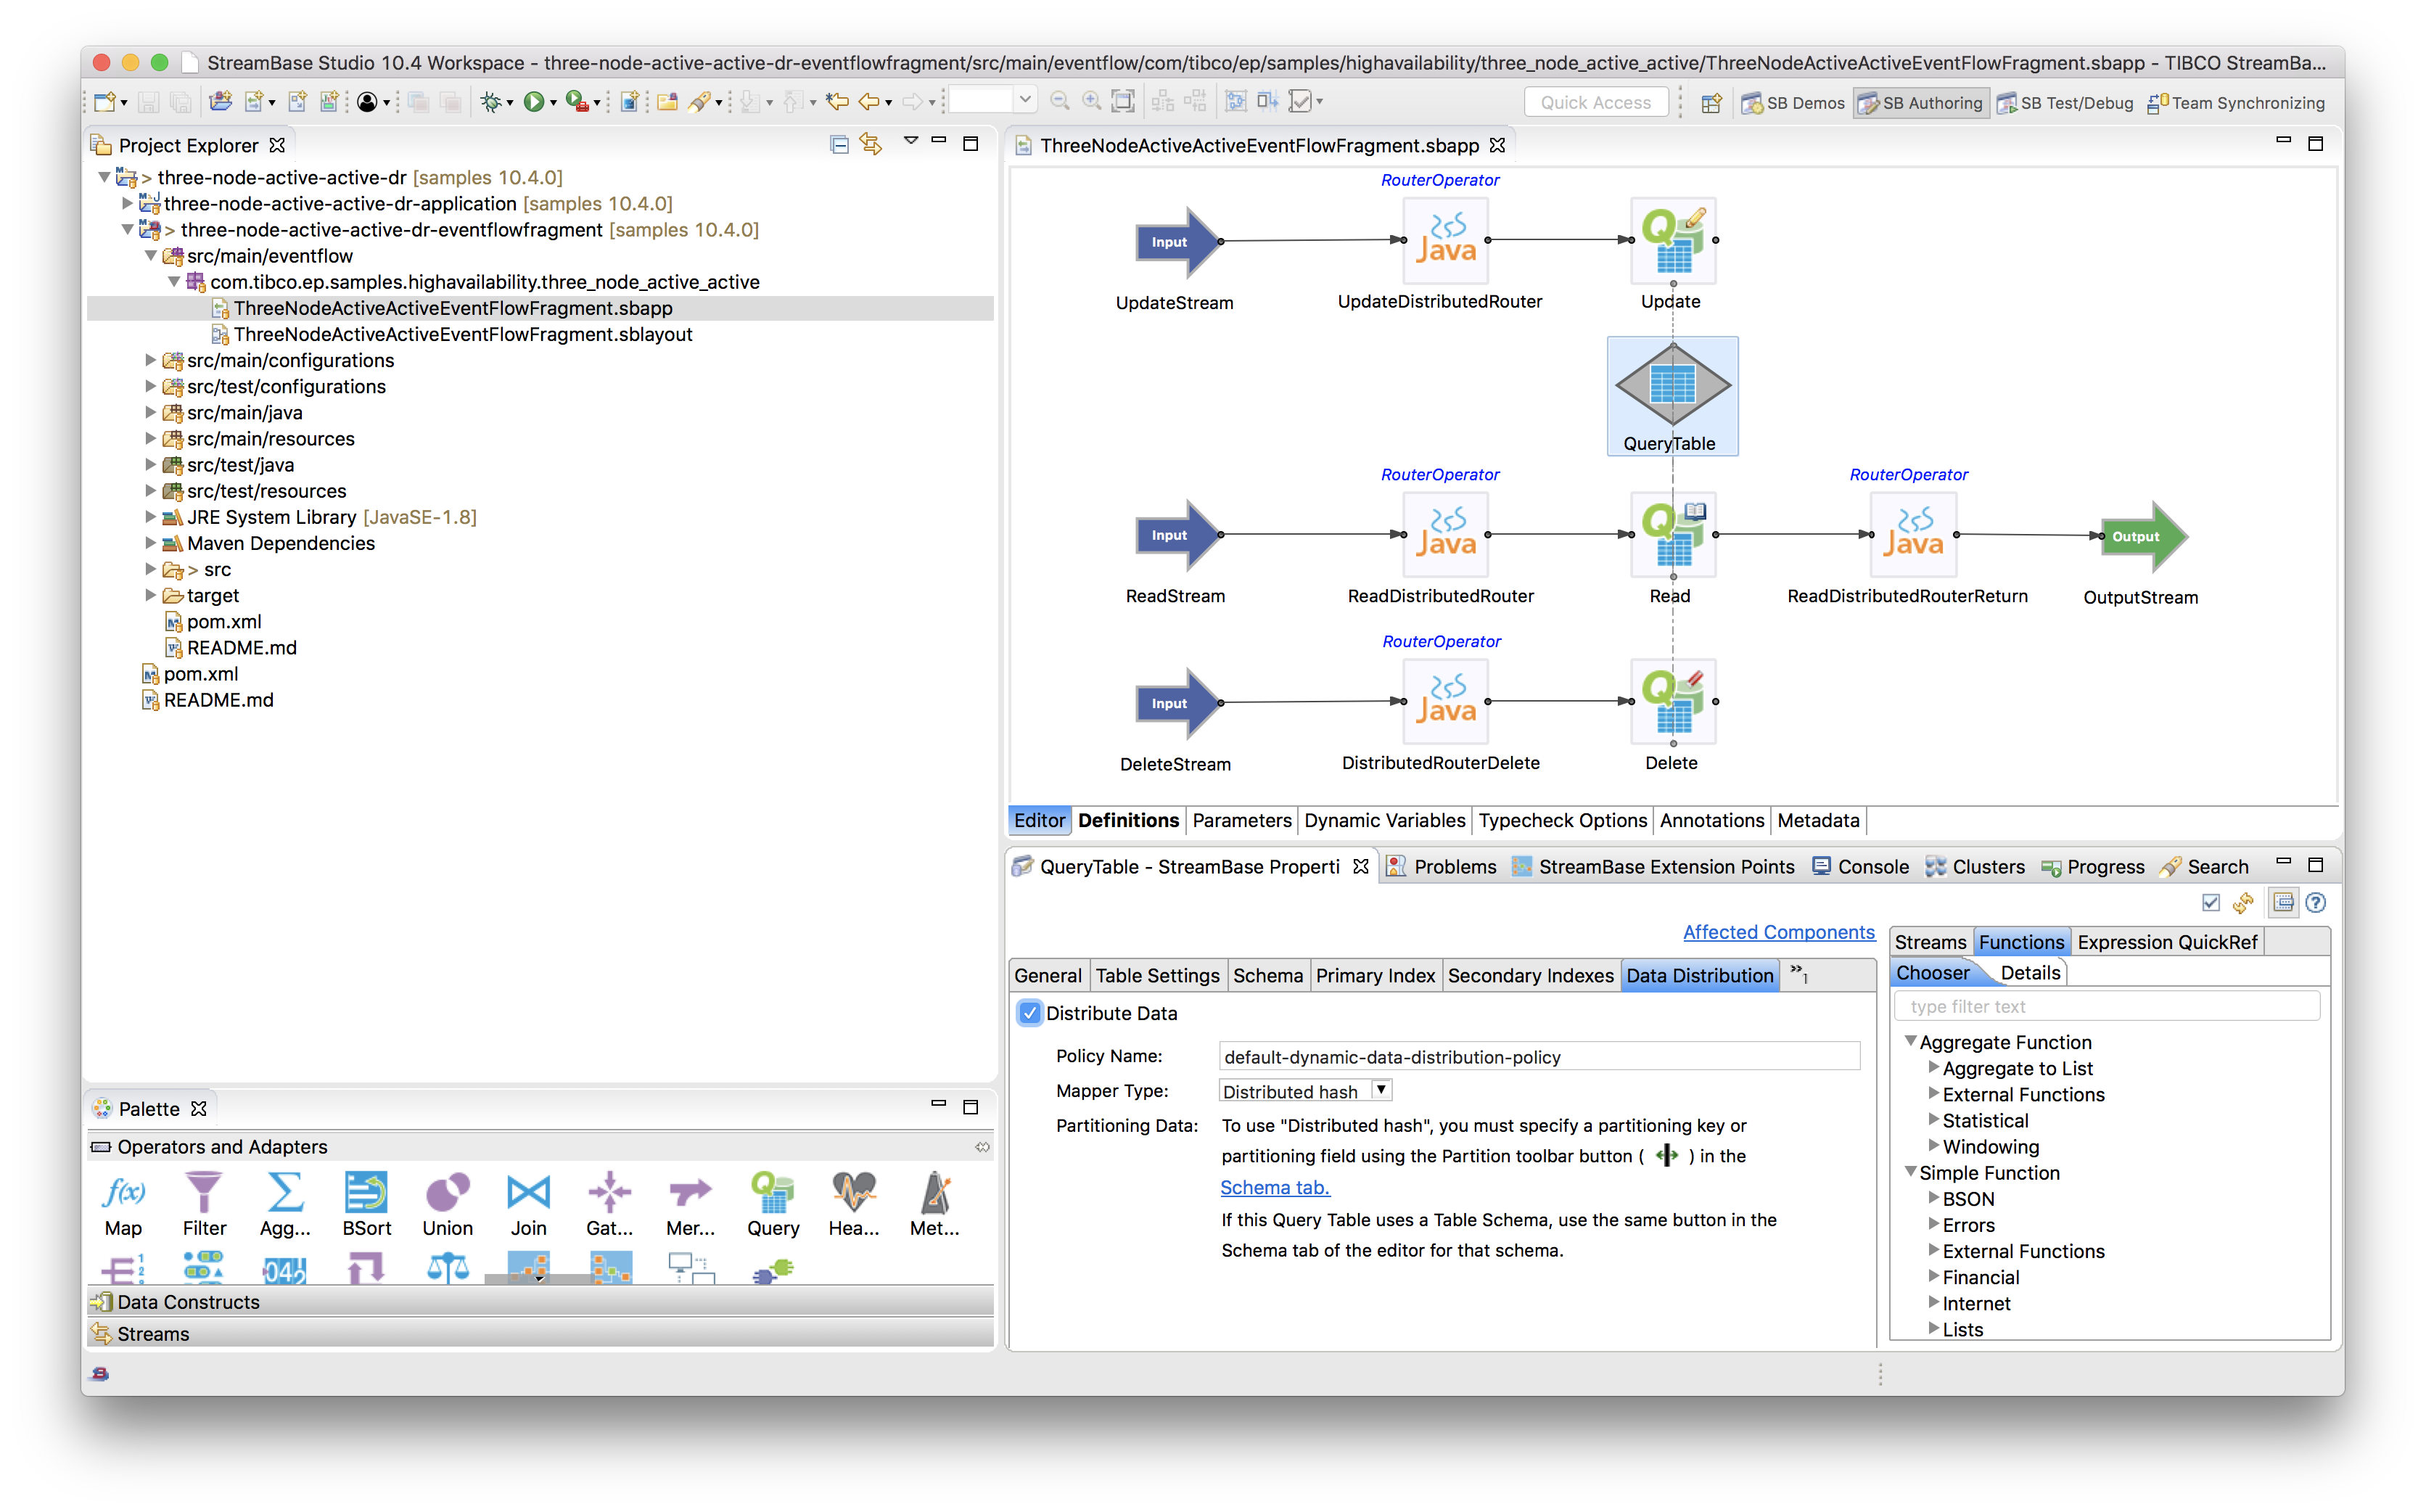 StreamBase Studio 10.4 Workspace - three-node-active-active-dr-eventflowfragment/src/main/eventflow/com/tibco/ep/samples/highavailability/three_node_active_active/ThreeNodeActiveActiveEventFlowFragment.sbapp - TIBCO StreamBa...
Quick Access
SB Demos
SB Authoring
SB Test/Debug
Team Synchronizing
Project Explorer
> three-node-active-active-dr [samples 10.4.0]
three-node-active-active-dr-application [samples 10.4.0]
> three-node-active-active-dr-eventflowfragment [samples 10.4.0]
src/main/eventflow
com.tibco.ep.samples.highavailability.three_node_active_active
ThreeNodeActiveActiveEventFlowFragment.sbapp
ThreeNodeActiveActiveEventFlowFragment.sblayout
src/main/configurations
src/test/configurations
src/main/java
src/main/resources
src/test/java
src/test/resources
JRE System Library [JavaSE-1.8]
Maven Dependencies
> src
target
pom.xml
README.md
pom.xml
README.md
Palette
Operators and Adapters
Map Filter Agg... BSort Union Join Gat... Mer... Query Hea... Met...
Data Constructs
Streams
ThreeNodeActiveActiveEventFlowFragment.sbapp
RouterOperator
Input
Java
UpdateStream UpdateDistributedRouter Update
QueryTable
RouterOperator RouterOperator
Input
Java
Java
Output
ReadStream ReadDistributedRouter Read ReadDistributedRouterReturn OutputStream
RouterOperator
Input
Java
DeleteStream DistributedRouterDelete Delete
Editor Definitions Parameters Dynamic Variables Typecheck Options Annotations Metadata
QueryTable - StreamBase Properti Problems StreamBase Extension Points Console Clusters Progress Search
Affected Components
General Table Settings Schema Primary Index Secondary Indexes Data Distribution »1
Distribute Data
Policy Name: default-dynamic-data-distribution-policy
Mapper Type: Distributed hash
Partitioning Data: To use "Distributed hash", you must specify a partitioning key or
partitioning field using the Partition toolbar button ( ) in the
Schema tab.
If this Query Table uses a Table Schema, use the same button in the
Schema tab of the editor for that schema.
Streams Functions Expression QuickRef
Chooser Details
type filter text
Aggregate Function
Aggregate to List
External Functions
Statistical
Windowing
Simple Function
BSON
Errors
External Functions
Financial
Internet
Lists